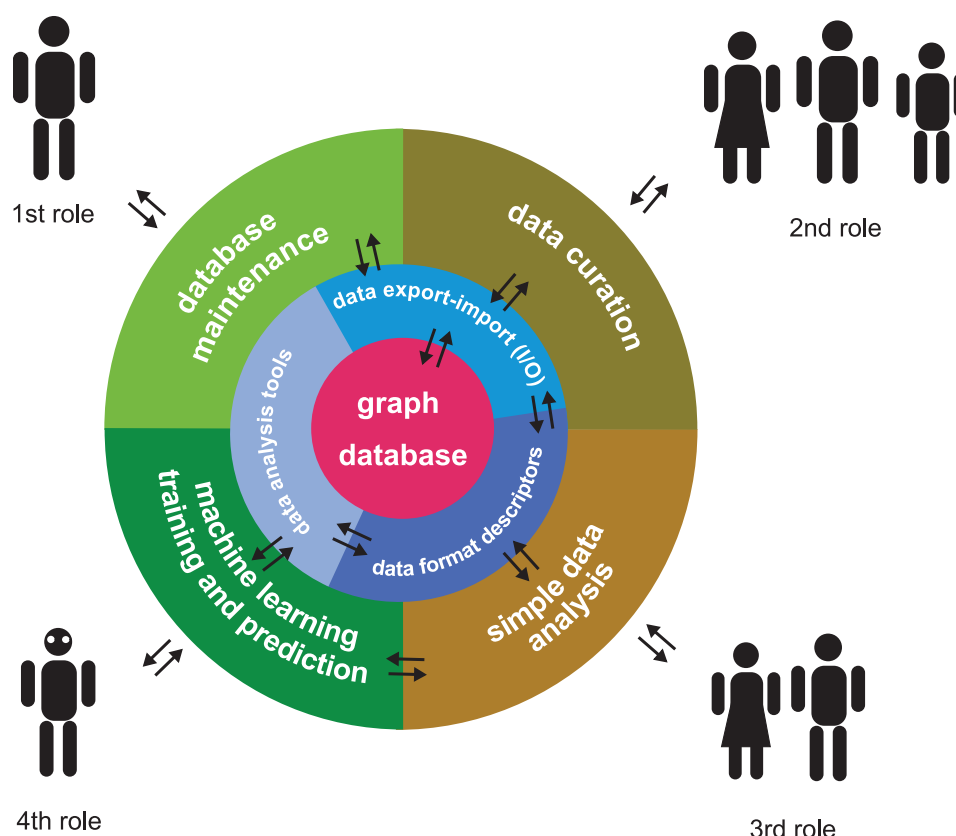 1st role
2nd role
database
maintenance
data curation
data export-import (I/O)
data analysis tools
graph
database
data format descriptors
machine learning
training and prediction
simple data
analysis
4th role
3rd role